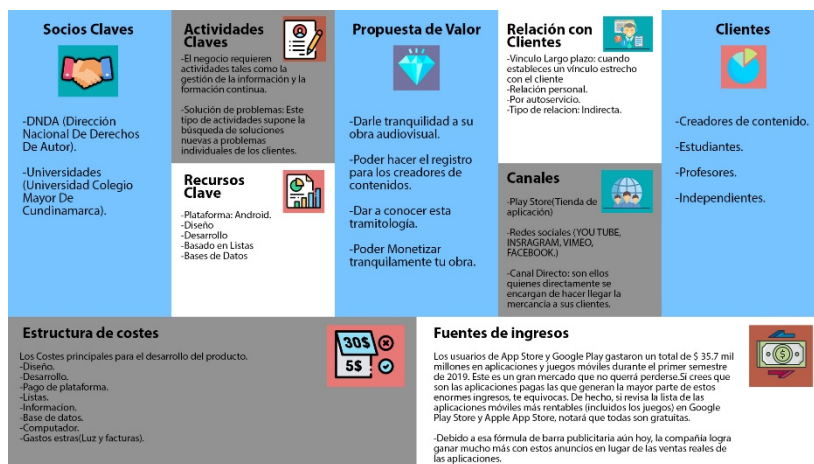 Socios Claves
-DNDA (Dirección
Nacional De Derechos
De Autor).
-Universidades
(Universidad Colegio
Mayor De
Cundinamarca).
Actividades
Claves
-El negocio requieren
actividades tales como la
gestión de la información y la
formación continua.
-Solución de problemas: Este
tipo de actividades supone la
búsqueda de soluciones
nuevas a problemas
individuales de los clientes.
Recursos
Clave
-Plataforma: Android.
-Diseño
-Desarrollo
-Basado en Listas
-Bases de Datos
Propuesta de Valor
-Darle tranquilidad a su
obra audiovisual.
-Poder hacer el registro
para los creadores de
contenidos.
-Dar a conocer esta
tramitología.
-Poder Monetizar
tranquilamente tu obra.
Relación con
Clientes
-Vinculo Largo plazo: cuando
estableces un vínculo estrecho
con el cliente
-Relación personal.
-Por autoservicio.
-Tipo de relacion: Indirecta.
Canales
-Play Store(Tienda de
aplicación)
-Redes sociales (YOU TUBE,
INSRAGRAM, VIMEO,
FACEBOOK.)
-Canal Directo: son ellos
quienes directamente se
encargan de hacer llegar la
mercancía a sus clientes.
Clientes
-Creadores de contenido.
-Estudiantes.
-Profesores.
-Independientes.
Estructura de costes
Los Costes principales para el desarrollo del producto.
-Diseño.
-Desarrollo.
-Pago de plataforma.
-Listas.
-Informacion.
-Base de datos.
-Computador.
-Gastos estras(Luz y facturas).
30$
5$
Fuentes de ingresos
Los usuarios de App Store y Google Play gastaron un total de $ 35.7 mil
millones en aplicaciones y juegos móviles durante el primer semestre
de 2019. Este es un gran mercado que no querrá perderse.Si crees que
son las aplicaciones pagas las que generan la mayor parte de estos
enormes ingresos, te equivocas. De hecho, si revisa la lista de las
aplicaciones móviles más rentables (incluidos los juegos) en Google
Play Store y Apple App Store, notará que todas son gratuitas.
-Debido a esa fórmula de barra publicitaria aún hoy, la compañía logra
ganar mucho más con estos anuncios en lugar de las ventas reales de
las aplicaciones.